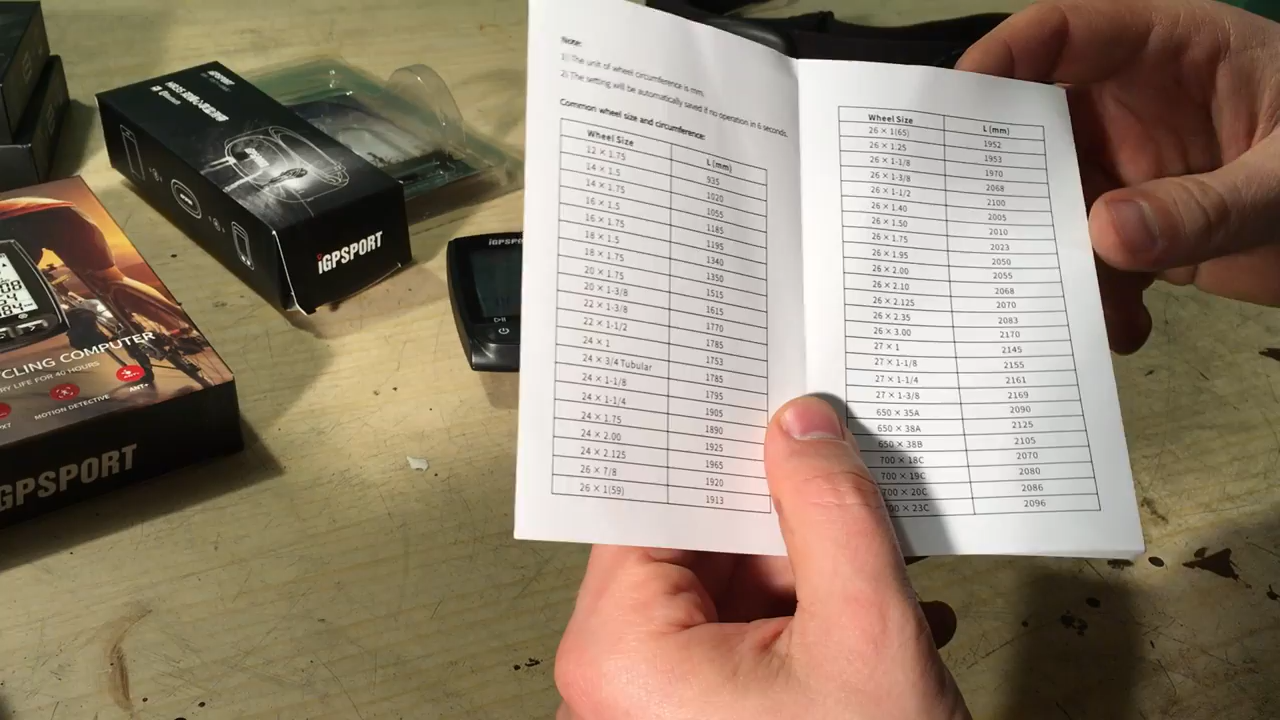 iGPSPORT
Bluetooth
iGPSPORT
iGPSPORT
iGPSPORT
CYCLING COMPUTER
BATTERY LIFE FOR 40 HOURS
MOTION DETECTIVE
ANT+
IPX7
iGPSPORT
Note:
1) The unit of wheel circumference is mm.
2) The setting will be automatically saved if no operation in 6 seconds.
Common wheel size and circumference:
Wheel Size L (mm)
12 × 1.75 935
14 × 1.5 1020
14 × 1.75 1055
16 × 1.5 1185
16 × 1.75 1195
18 × 1.5 1340
18 × 1.75 1350
20 × 1.75 1515
20 × 1-3/8 1615
22 × 1-3/8 1770
22 × 1-1/2 1785
24 × 1 1753
24 × 3/4 Tubular 1785
24 × 1-1/8 1795
24 × 1-1/4 1905
24 × 1.75 1890
24 × 2.00 1925
24 × 2.125 1965
26 × 7/8 1920
26 × 1(59) 1913
Wheel Size L (mm)
26 × 1(65) 1952
26 × 1.25 1953
26 × 1-1/8 1970
26 × 1-3/8 2068
26 × 1-1/2 2100
26 × 1.40 2005
26 × 1.50 2010
26 × 1.75 2023
26 × 1.95 2050
26 × 2.00 2055
26 × 2.10 2068
26 × 2.125 2070
26 × 2.35 2083
26 × 3.00 2170
27 × 1 2145
27 × 1-1/8 2155
27 × 1-1/4 2161
27 × 1-3/8 2169
650 × 35A 2090
650 × 38A 2125
650 × 38B 2105
700 × 18C 2070
700 × 19C 2080
700 × 20C 2086
700 × 23C 2096